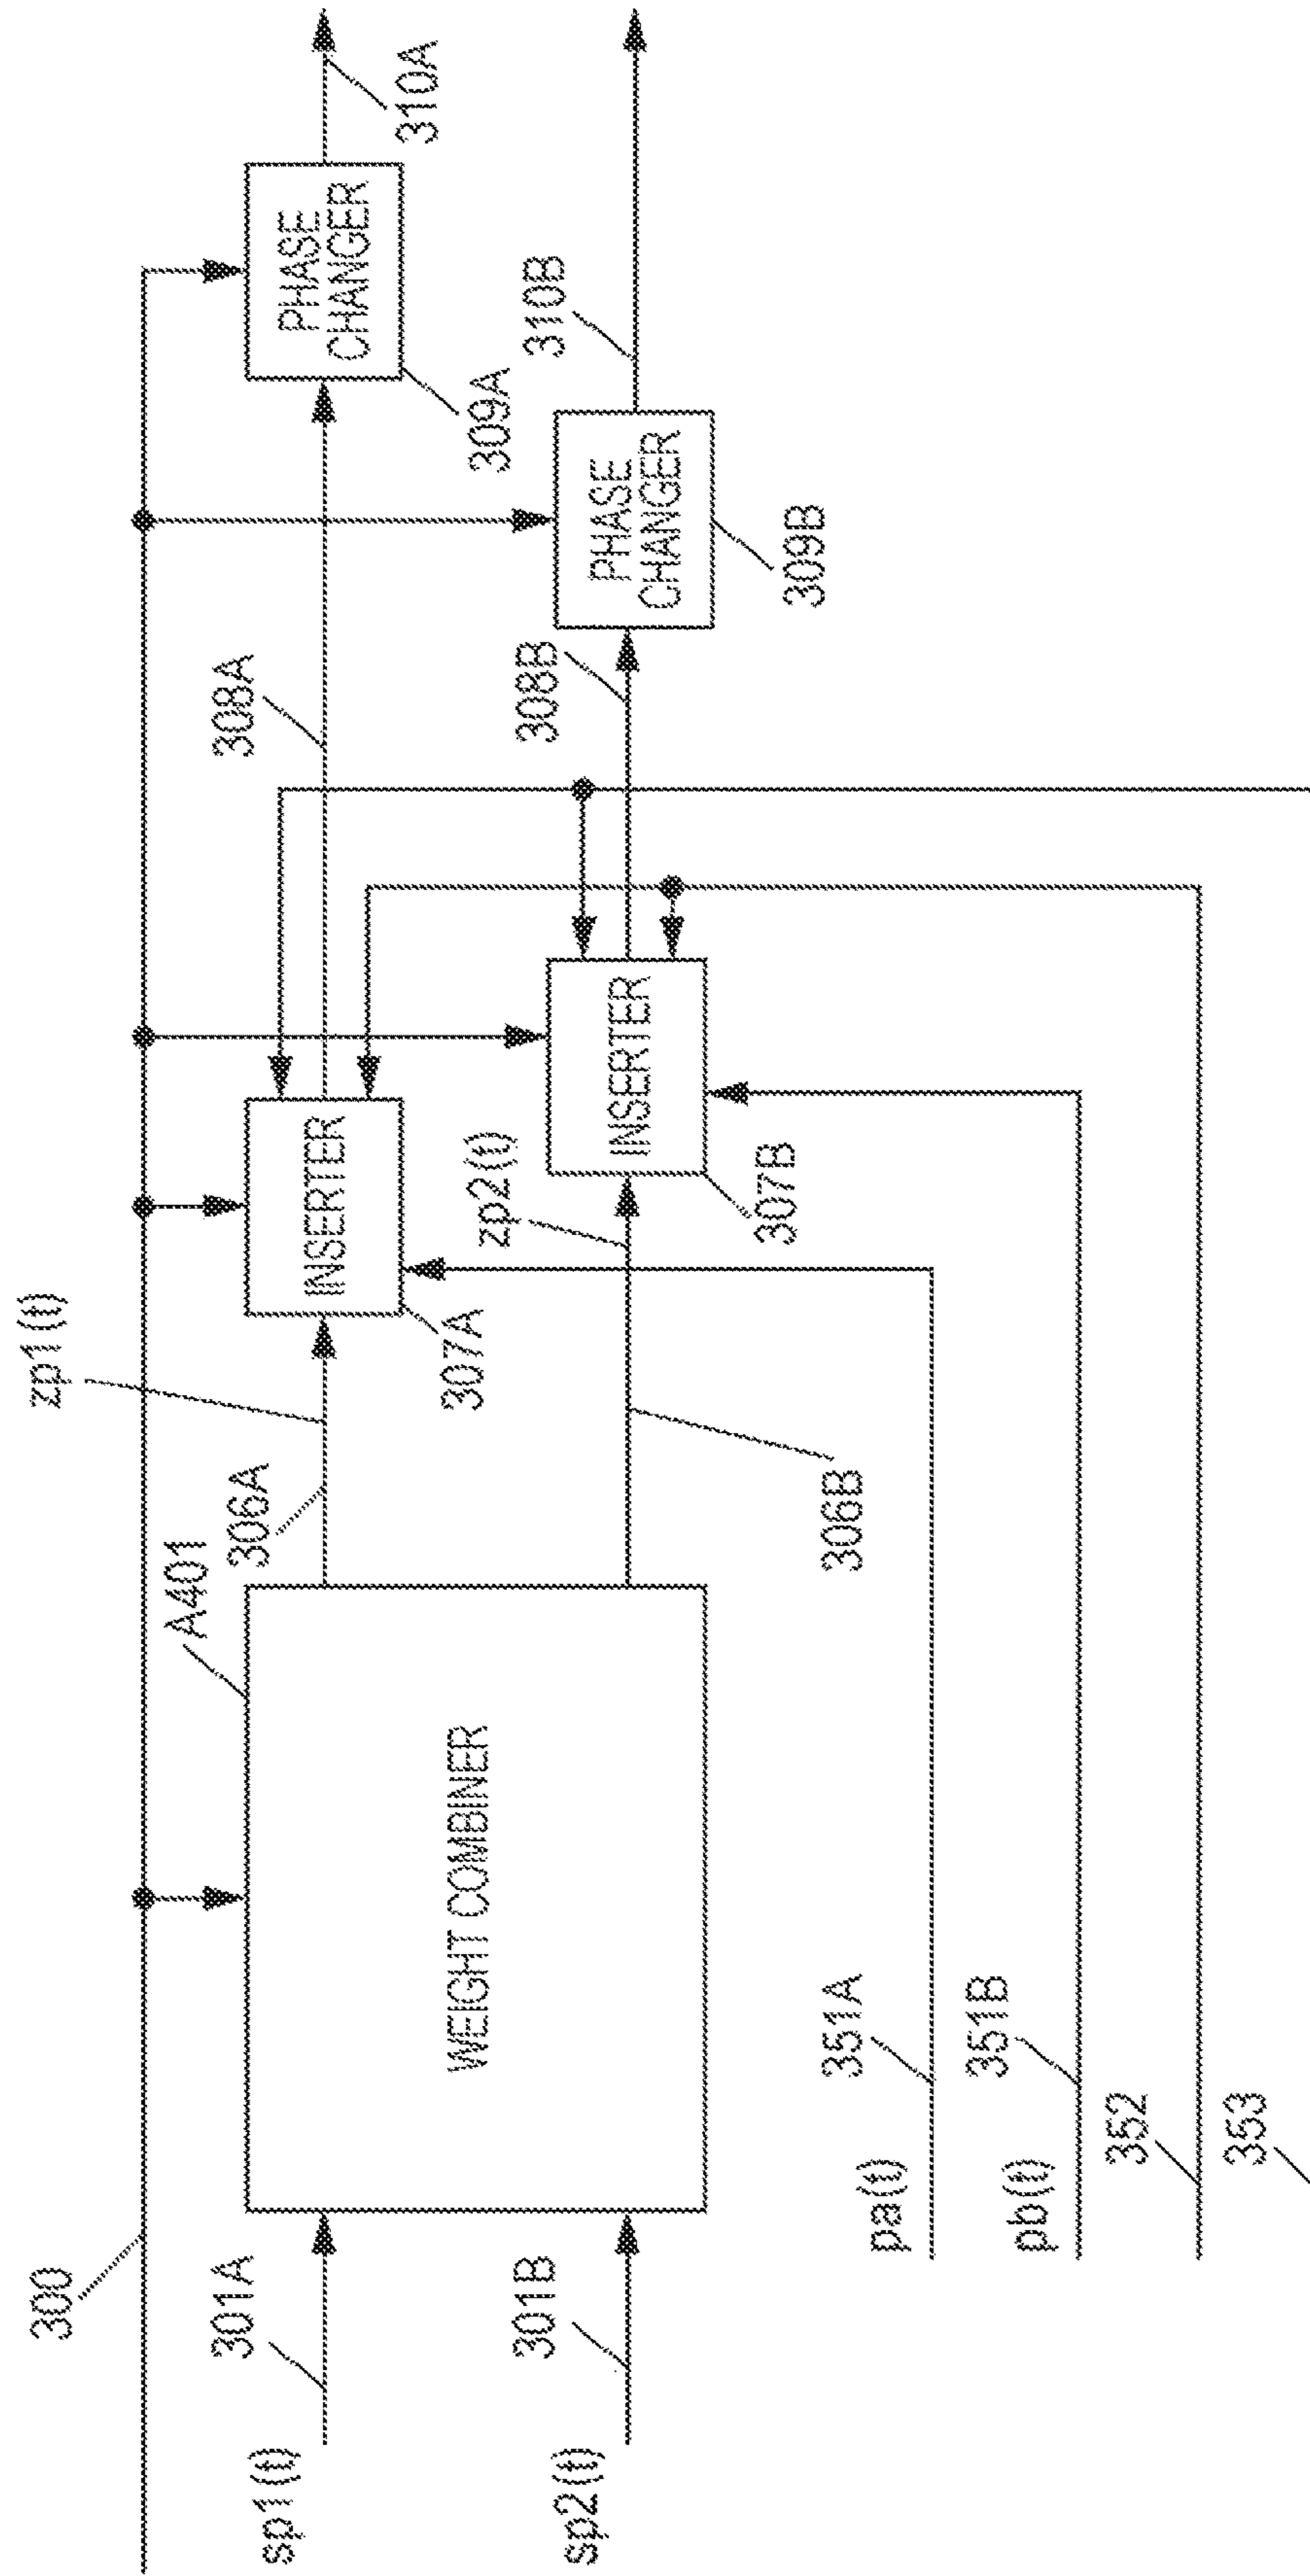 300
sp1(t)
301A
sp2(t)
301B
WEIGHT COMBINER
A401
306A
zp1(t)
306B
zp2(t)
INSERTER
307A
INSERTER
307B
308A
308B
PHASE
CHANGER
309A
PHASE
CHANGER
309B
310A
310B
pa(t)
351A
pb(t)
351B
352
353